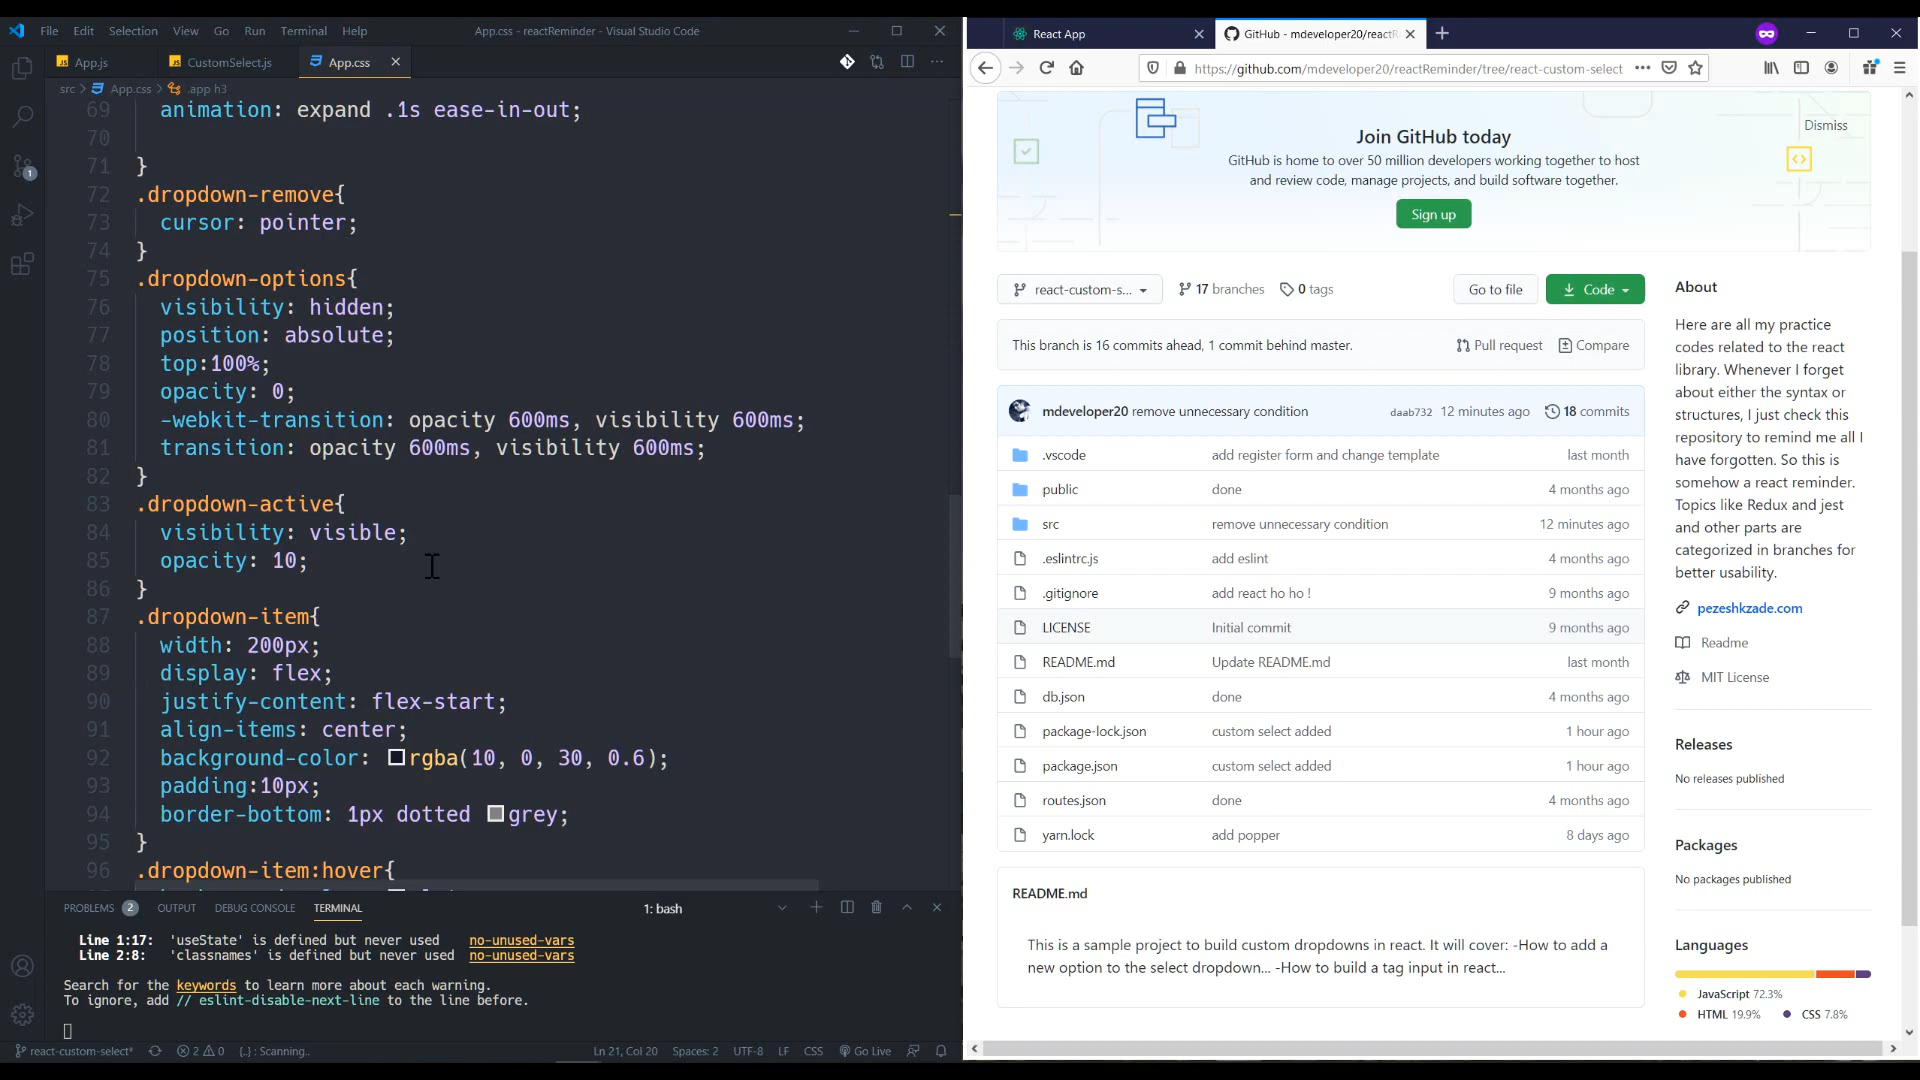 File Edit Selection View Go Run Terminal Help App.css - reactReminder - Visual Studio Code
App.js CustomSelect.js App.css
src > App.css > .app h3
69 animation: expand .1s ease-in-out;
70
71 }
72 .dropdown-remove{
73 cursor: pointer;
74 }
75 .dropdown-options{
76 visibility: hidden;
77 position: absolute;
78 top:100%;
79 opacity: 0;
80 -webkit-transition: opacity 600ms, visibility 600ms;
81 transition: opacity 600ms, visibility 600ms;
82 }
83 .dropdown-active{
84 visibility: visible;
85 opacity: 10;
86 }
87 .dropdown-item{
88 width: 200px;
89 display: flex;
90 justify-content: flex-start;
91 align-items: center;
92 background-color: rgba(10, 0, 30, 0.6);
93 padding:10px;
94 border-bottom: 1px dotted grey;
95 }
96 .dropdown-item:hover{
1
PROBLEMS 2 OUTPUT DEBUG CONSOLE TERMINAL 1: bash
Line 1:17: 'useState' is defined but never used no-unused-vars
Line 2:8: 'classnames' is defined but never used no-unused-vars
Search for the keywords to learn more about each warning.
To ignore, add // eslint-disable-next-line to the line before.
react-custom-select* 2 0 {..} : Scanning.. Ln 21, Col 20 Spaces: 2 UTF-8 LF CSS Go Live
React App GitHub - mdeveloper20/reactR
https://github.com/mdeveloper20/reactReminder/tree/react-custom-select
Join GitHub today
Dismiss
GitHub is home to over 50 million developers working together to host
and review code, manage projects, and build software together.
Sign up
react-custom-s... 17 branches 0 tags Go to file Code
This branch is 16 commits ahead, 1 commit behind master. Pull request Compare
mdeveloper20 remove unnecessary condition daab732 12 minutes ago 18 commits
.vscode add register form and change template last month
public done 4 months ago
src remove unnecessary condition 12 minutes ago
.eslintrc.js add eslint 4 months ago
.gitignore add react ho ho ! 9 months ago
LICENSE Initial commit 9 months ago
README.md Update README.md last month
db.json done 4 months ago
package-lock.json custom select added 1 hour ago
package.json custom select added 1 hour ago
routes.json done 4 months ago
yarn.lock add popper 8 days ago
README.md
This is a sample project to build custom dropdowns in react. It will cover: -How to add a
new option to the select dropdown... -How to build a tag input in react...
About
Here are all my practice
codes related to the react
library. Whenever I forget
about either the syntax or
structures, I just check this
repository to remind me all I
have forgotten. So this is
somehow a react reminder.
Topics like Redux and jest
and other parts are
categorized in branches for
better usability.
pezeshkzade.com
Readme
MIT License
Releases
No releases published
Packages
No packages published
Languages
JavaScript 72.3%
HTML 19.9% CSS 7.8%